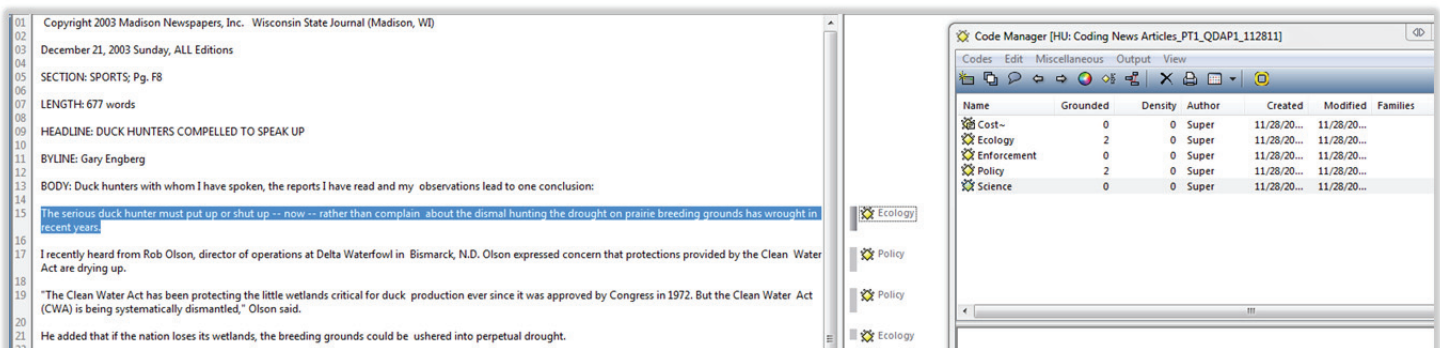 01 Copyright 2003 Madison Newspapers, Inc. Wisconsin State Journal (Madison, WI)
02
03 December 21, 2003 Sunday, ALL Editions
04
05 SECTION: SPORTS; Pg. F8
06
07 LENGTH: 677 words
08
09 HEADLINE: DUCK HUNTERS COMPELLED TO SPEAK UP
10
11 BYLINE: Gary Engberg
12
13 BODY: Duck hunters with whom I have spoken, the reports I have read and my observations lead to one conclusion:
14
15 The serious duck hunter must put up or shut up -- now -- rather than complain about the dismal hunting the drought on prairie breeding grounds has wrought in
recent years.
16
17 I recently heard from Rob Olson, director of operations at Delta Waterfowl in Bismarck, N.D. Olson expressed concern that protections provided by the Clean Water
Act are drying up.
18
19 "The Clean Water Act has been protecting the little wetlands critical for duck production ever since it was approved by Congress in 1972. But the Clean Water Act
(CWA) is being systematically dismantled," Olson said.
20
21 He added that if the nation loses its wetlands, the breeding grounds could be ushered into perpetual drought.
Ecology
Policy
Policy
Ecology
Code Manager [HU: Coding News Articles_PT1_QDAP1_112811]
Codes Edit Miscellaneous Output View
Name Grounded Density Author Created Modified Families
Cost~ 0 0 Super 11/28/20... 11/28/20...
Ecology 2 0 Super 11/28/20... 11/28/20...
Enforcement 0 0 Super 11/28/20... 11/28/20...
Policy 2 0 Super 11/28/20... 11/28/20...
Science 0 0 Super 11/28/20... 11/28/20...